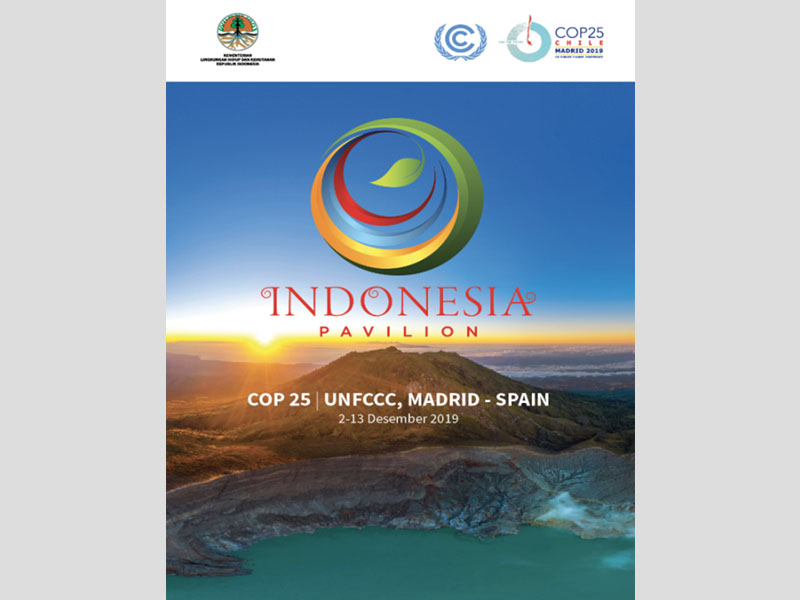 KEMENTERIAN
LINGKUNGAN HIDUP DAN KEHUTANAN
REPUBLIK INDONESIA
COP25
CHILE
MADRID 2019
INDONESIA
PAVILION
COP 25 | UNFCCC, MADRID - SPAIN
2-13 Desember 2019